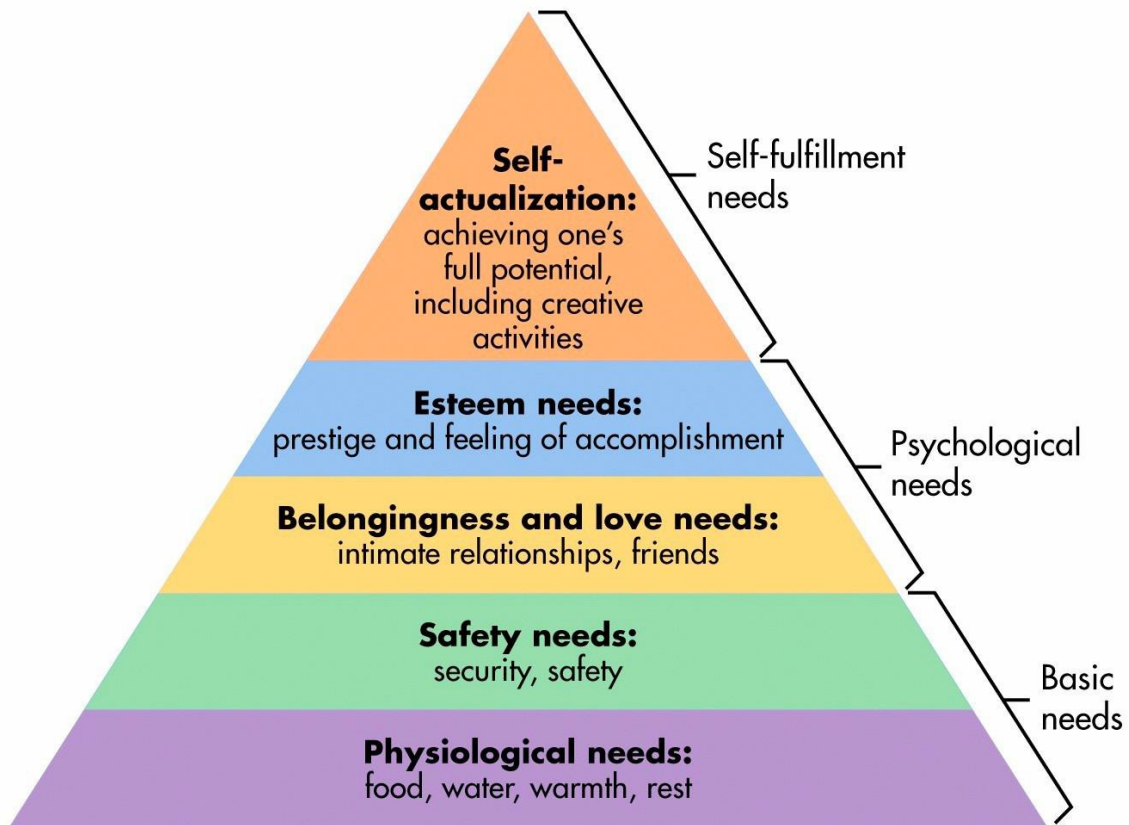 Self-
actualization:
achieving one's
full potential,
including creative
activities
Self-fulfillment
needs
Esteem needs:
prestige and feeling of accomplishment
Psychological
needs
Belongingness and love needs:
intimate relationships, friends
Safety needs:
security, safety
Basic
needs
Physiological needs:
food, water, warmth, rest